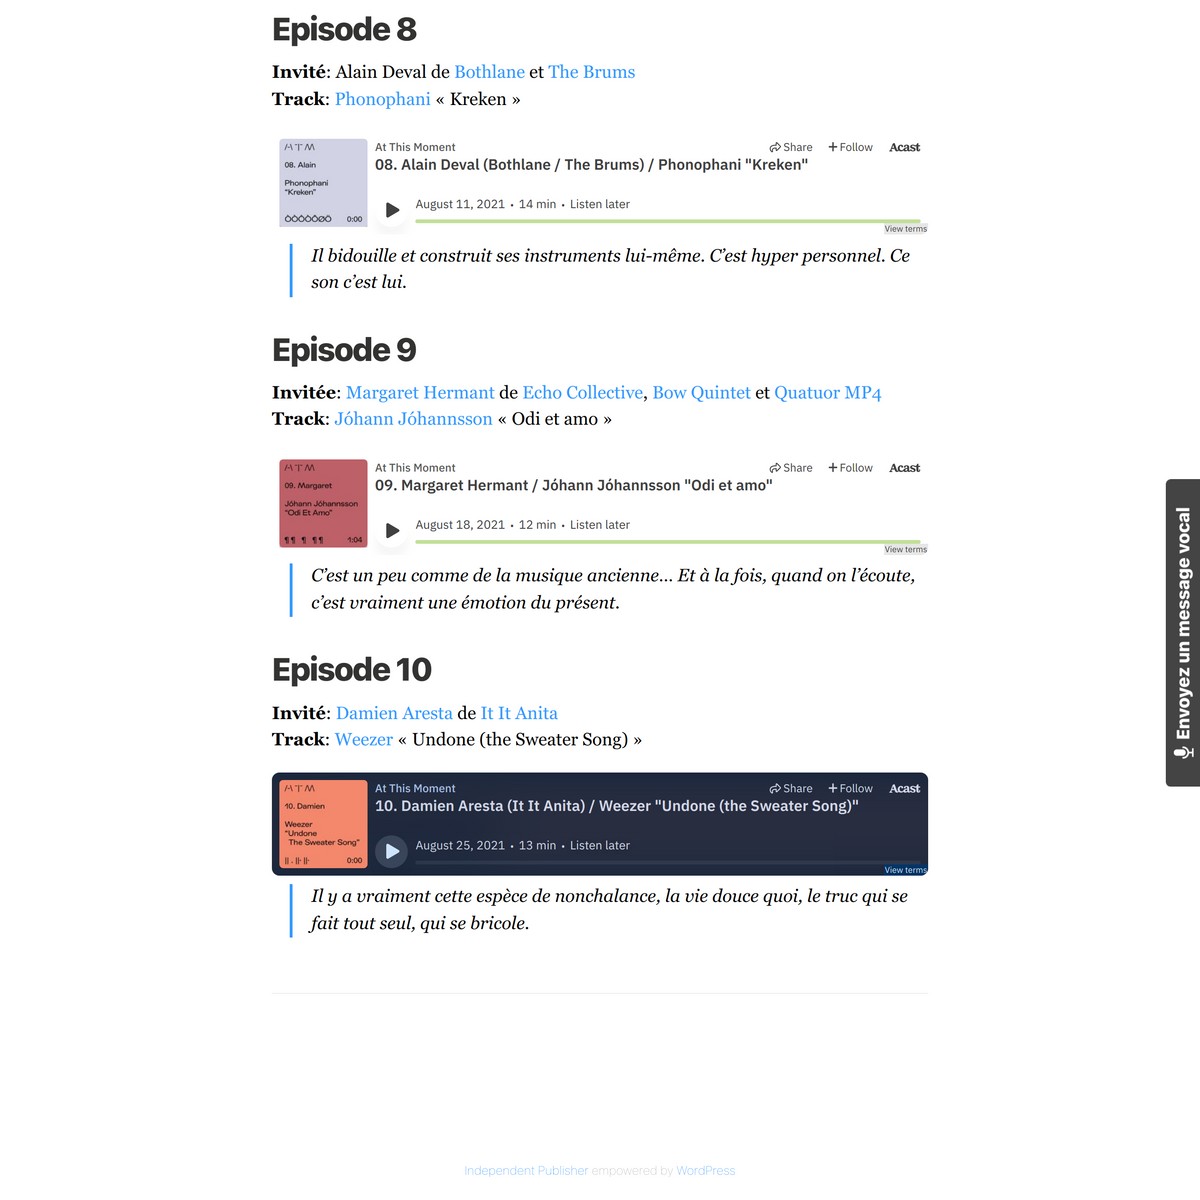 Episode 8
Invité: Alain Deval de Bothlane et The Brums
Track: Phonophani « Kreken »
ATM
08. Alain
Phonophani
“Kreken”
0:00
At This Moment
Share
Follow
Acast
08. Alain Deval (Bothlane / The Brums) / Phonophani "Kreken"
August 11, 2021 • 14 min • Listen later
View terms
Il bidouille et construit ses instruments lui-même. C’est hyper personnel. Ce
son c’est lui.
Episode 9
Invitée: Margaret Hermant de Echo Collective, Bow Quintet et Quatuor MP4
Track: Jóhann Jóhannsson « Odi et amo »
ATM
09. Margaret
Jóhann Jóhannsson
“Odi Et Amo”
¶¶ ¶ ¶¶ 1:04
At This Moment
Share
Follow
Acast
09. Margaret Hermant / Jóhann Jóhannsson "Odi et amo"
August 18, 2021 • 12 min • Listen later
View terms
C’est un peu comme de la musique ancienne… Et à la fois, quand on l’écoute,
c’est vraiment une émotion du présent.
Episode 10
Invité: Damien Aresta de It It Anita
Track: Weezer « Undone (the Sweater Song) »
ATM
10. Damien
Weezer
“Undone
The Sweater Song”
0:00
At This Moment
Share
Follow
Acast
10. Damien Aresta (It It Anita) / Weezer "Undone (the Sweater Song)"
August 25, 2021 • 13 min • Listen later
View terms
Il y a vraiment cette espèce de nonchalance, la vie douce quoi, le truc qui se
fait tout seul, qui se bricole.
Envoyez un message vocal
Independent Publisher empowered by WordPress